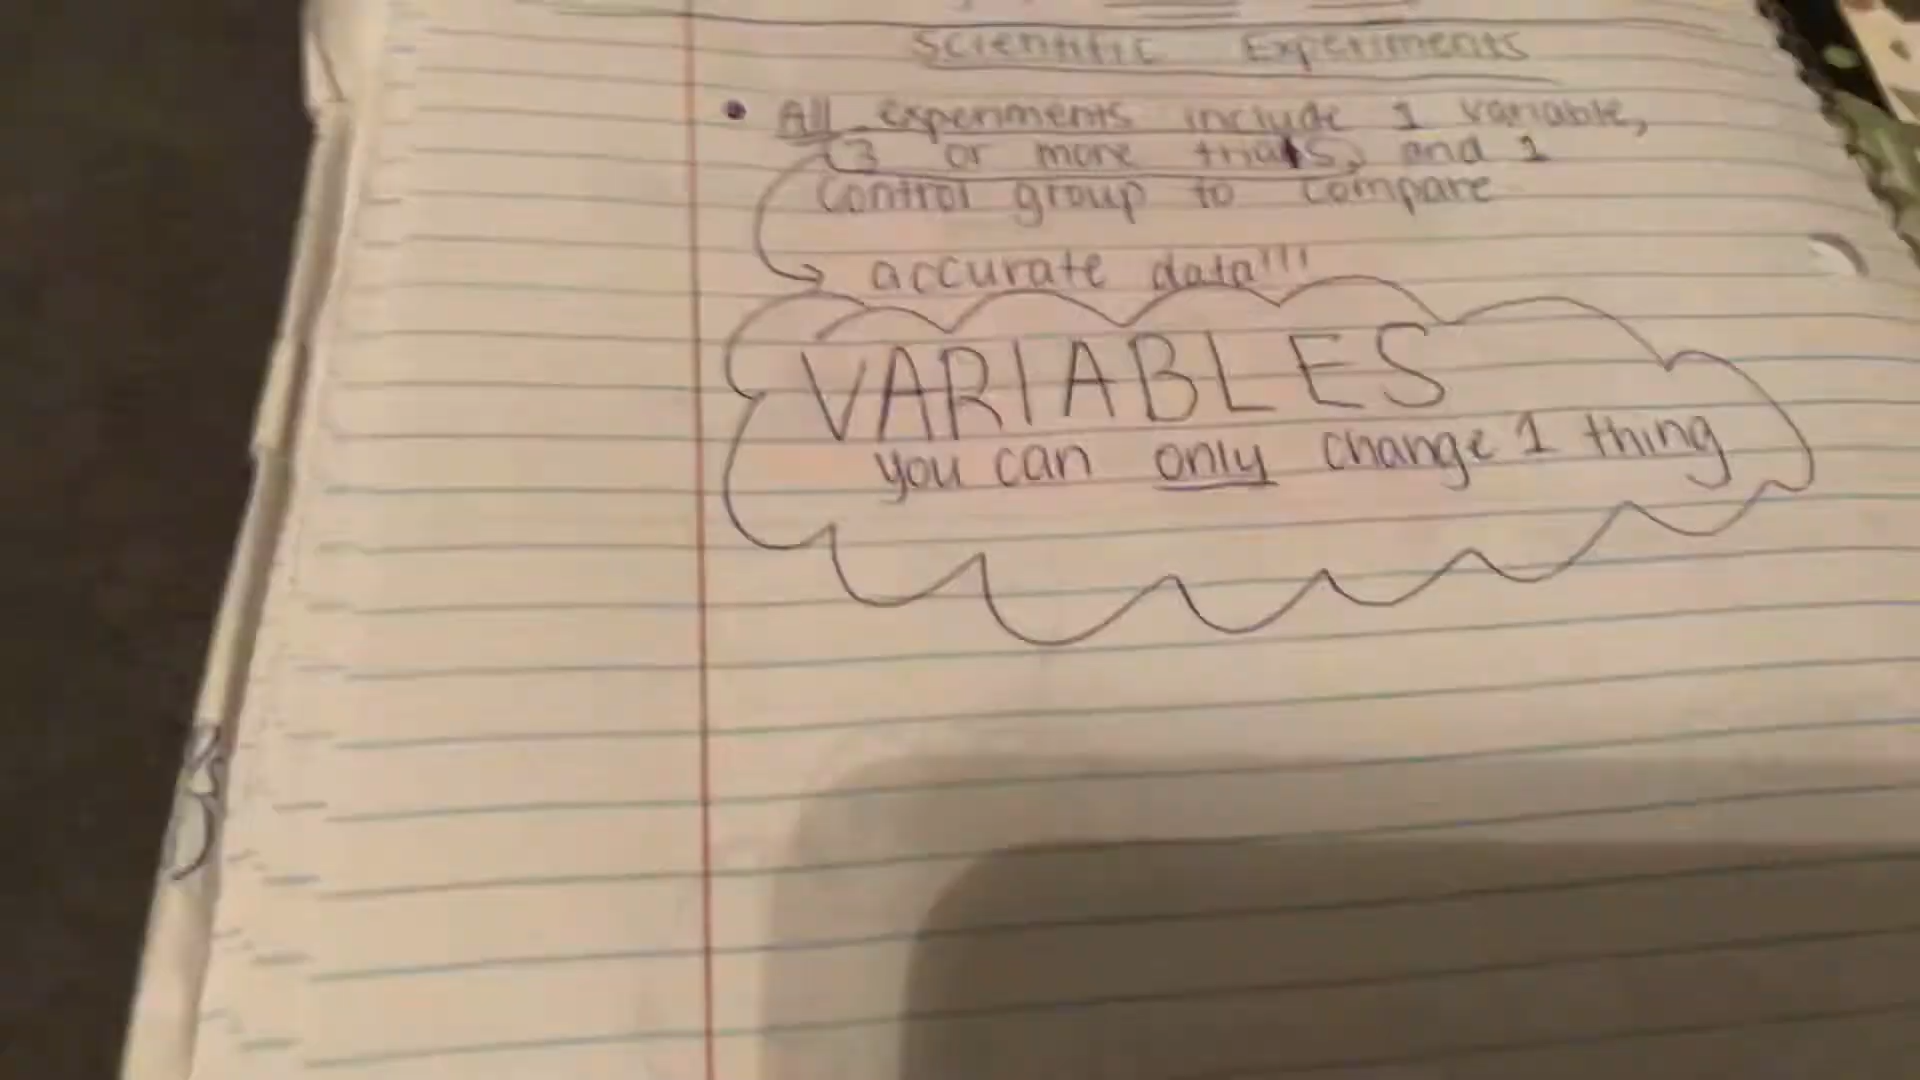 Scientific Experiments
• All experiments include 1 variable,
3 or more trials, and 1
control group to compare
accurate data!!!
VARIABLES
you can only change 1 thing